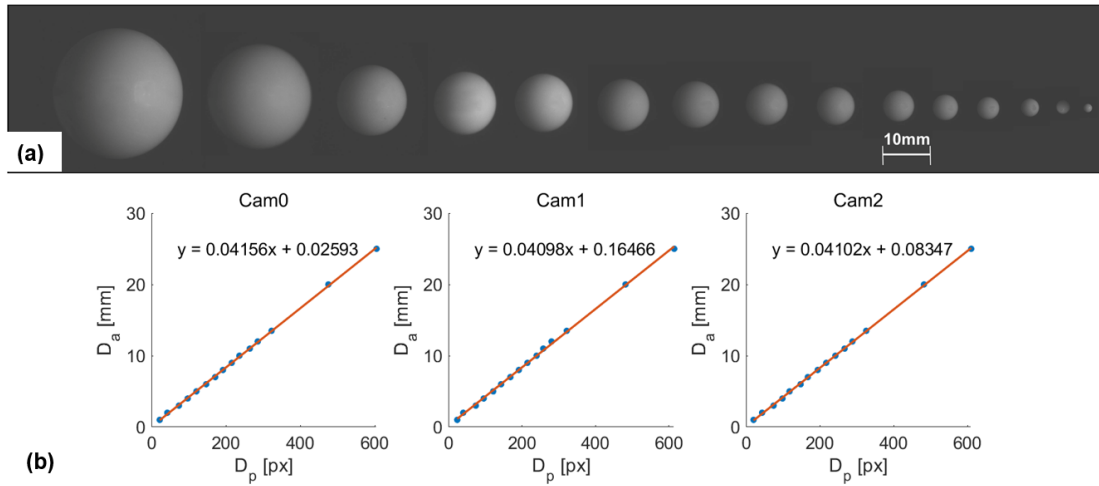 (a)
10mm
Cam0
Cam1
Cam2
30
20
10
0
D_a [mm]
y = 0.04156x + 0.02593
0 200 400 600
D_p [px]
30
20
10
0
D_a [mm]
y = 0.04098x + 0.16466
0 200 400 600
D_p [px]
30
20
10
0
D_a [mm]
y = 0.04102x + 0.08347
0 200 400 600
D_p [px]
(b)